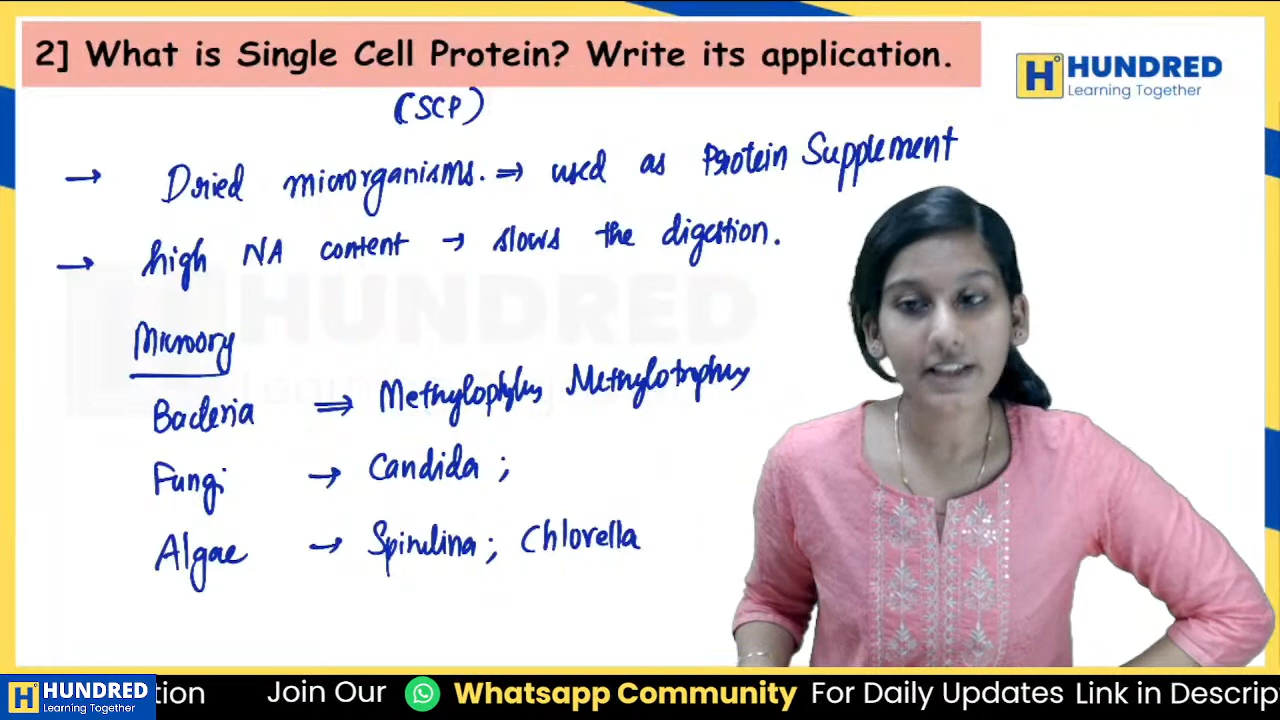 2] What is Single Cell Protein? Write its application.
HUNDRED
Learning Together
(SCP)
→ Dried microrganisms. ⇒ used as Protein Supplement
→ high NA content → slows the digestion.
HUNDRED
Microorg
Bacteria ⇒ Methylophylus Methylotrophus
Fungi → Candida ;
Algae → Spirulina ; Chlorella
HUNDRED
Learning Together
tion Join Our Whatsapp Community For Daily Updates Link in Descrip